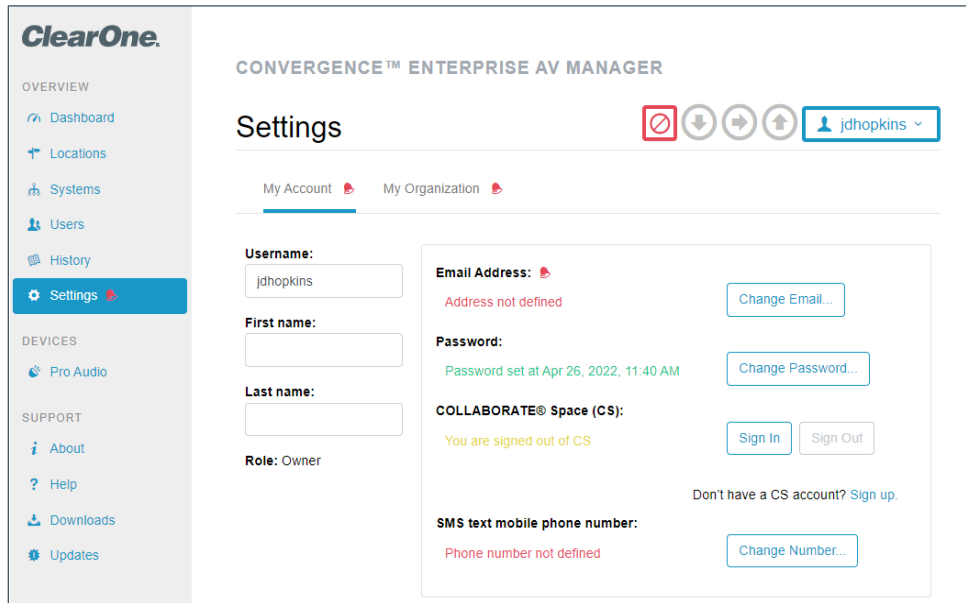 ClearOne.
OVERVIEW
Dashboard
Locations
Systems
Users
History
Settings
DEVICES
Pro Audio
SUPPORT
About
Help
Downloads
Updates
CONVERGENCE™ ENTERPRISE AV MANAGER
Settings
jdhopkins
My Account
My Organization
Username:
jdhopkins
First name:
Last name:
Role: Owner
Email Address:
Address not defined
Change Email...
Password:
Password set at Apr 26, 2022, 11:40 AM
Change Password...
COLLABORATE® Space (CS):
You are signed out of CS
Sign In
Sign Out
Don't have a CS account? Sign up.
SMS text mobile phone number:
Phone number not defined
Change Number...